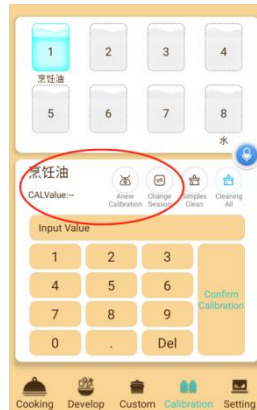 1 2 3 4
烹饪油
5 6 7 8
水
烹饪油
CALValue:--
Anew Calibration
Change Season
Simplex Clean
Cleaning All
Input Value
1 2 3
4 5 6
7 8 9
0 . Del
Confirm Calibration
Cooking Develop Custom Calibration Setting